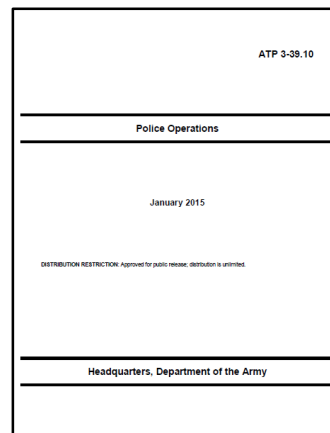 ATP 3-39.10
Police Operations
January 2015
DISTRIBUTION RESTRICTION: Approved for public release; distribution is unlimited.
Headquarters, Department of the Army